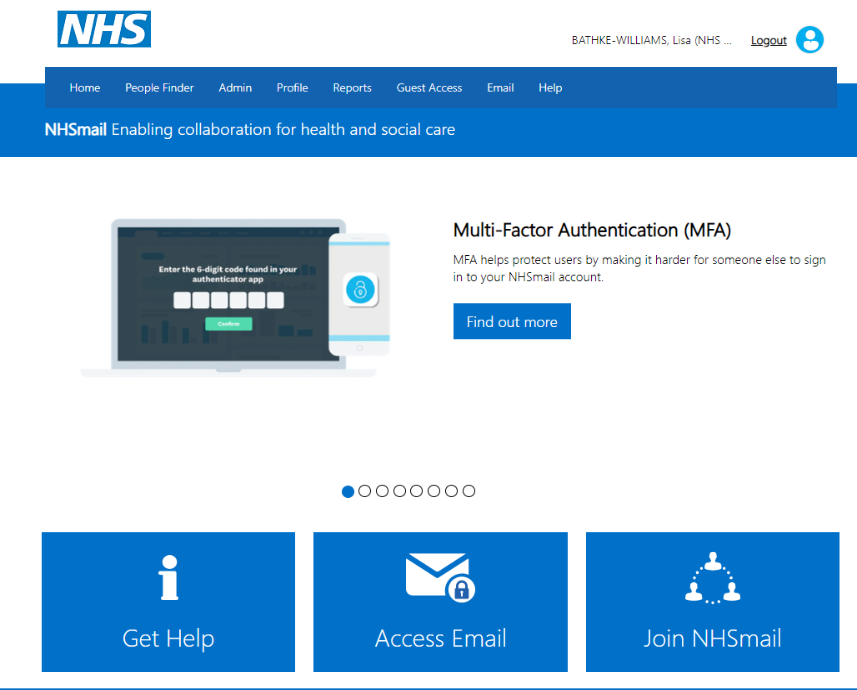 NHS
BATHKE-WILLIAMS, Lisa (NHS ...
Logout
Home People Finder Admin Profile Reports Guest Access Email Help
NHSmail Enabling collaboration for health and social care
Enter the 6-digit code found in your
authenticator app
Confirm
Multi-Factor Authentication (MFA)
MFA helps protect users by making it harder for someone else to sign
in to your NHSmail account.
Find out more
Get Help
Access Email
Join NHSmail